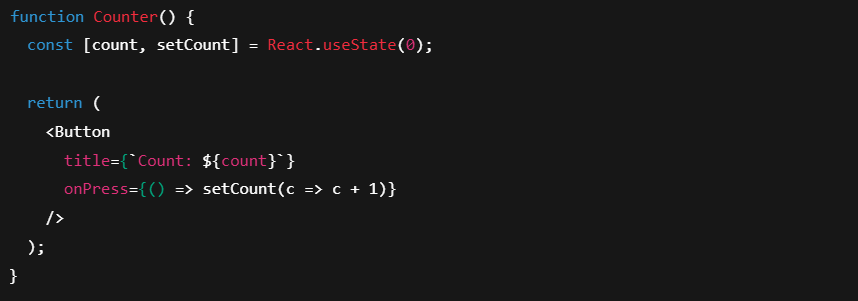 function Counter() {
  const [count, setCount] = React.useState(0);

  return (
    <Button
      title={`Count: ${count}`}
      onPress={() => setCount(c => c + 1)}
    />
  );
}